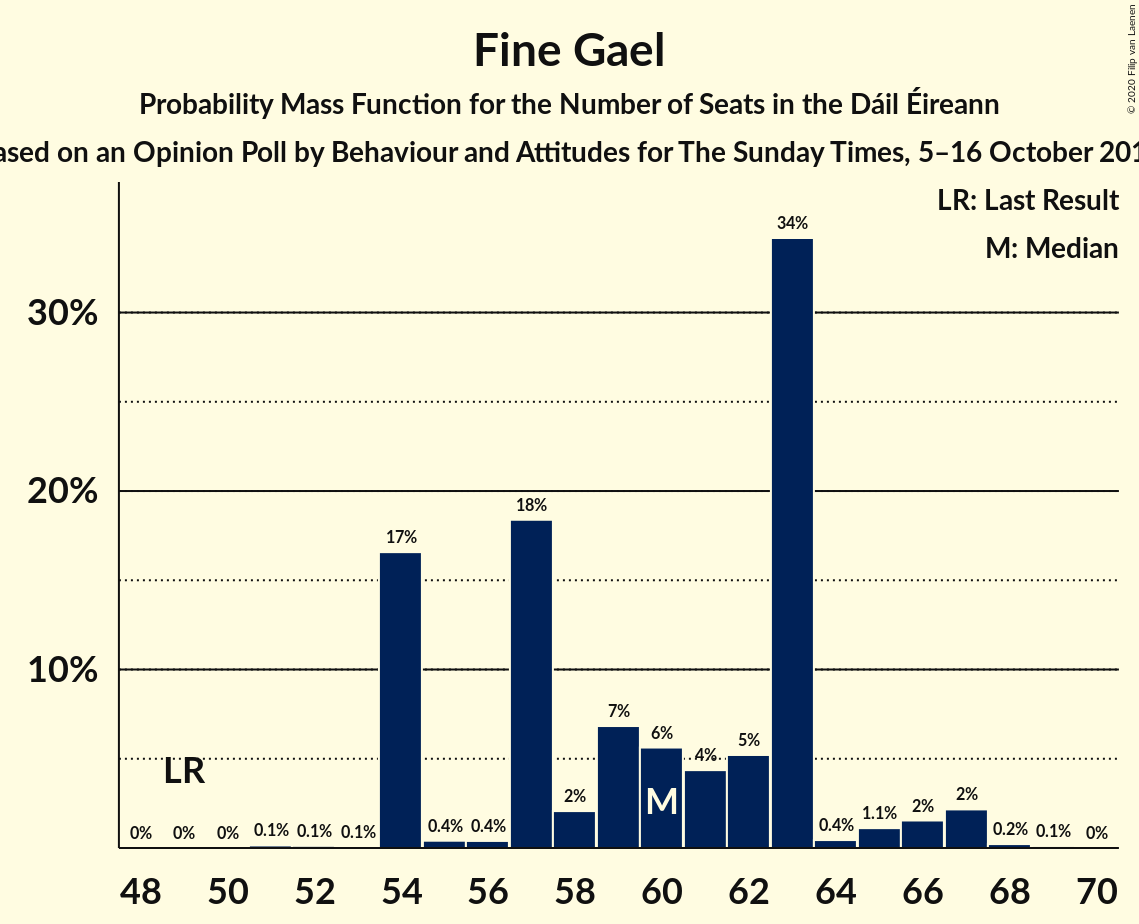 © 2020 Filip van Laenen
Fine Gael
Probability Mass Function for the Number of Seats in the Dáil Éireann
ased on an Opinion Poll by Behaviour and Attitudes for The Sunday Times, 5–16 October 201
LR: Last Result
M: Median
34%
30%
20%
18%
17%
10%
7%
6%
5%
4%
LR
M
2%
2%
2%
1.1%
0% 0% 0% 0.1% 0.1% 0.1% 0.4% 0.4% 0.4% 0.2% 0.1% 0%
48 50 52 54 56 58 60 62 64 66 68 70